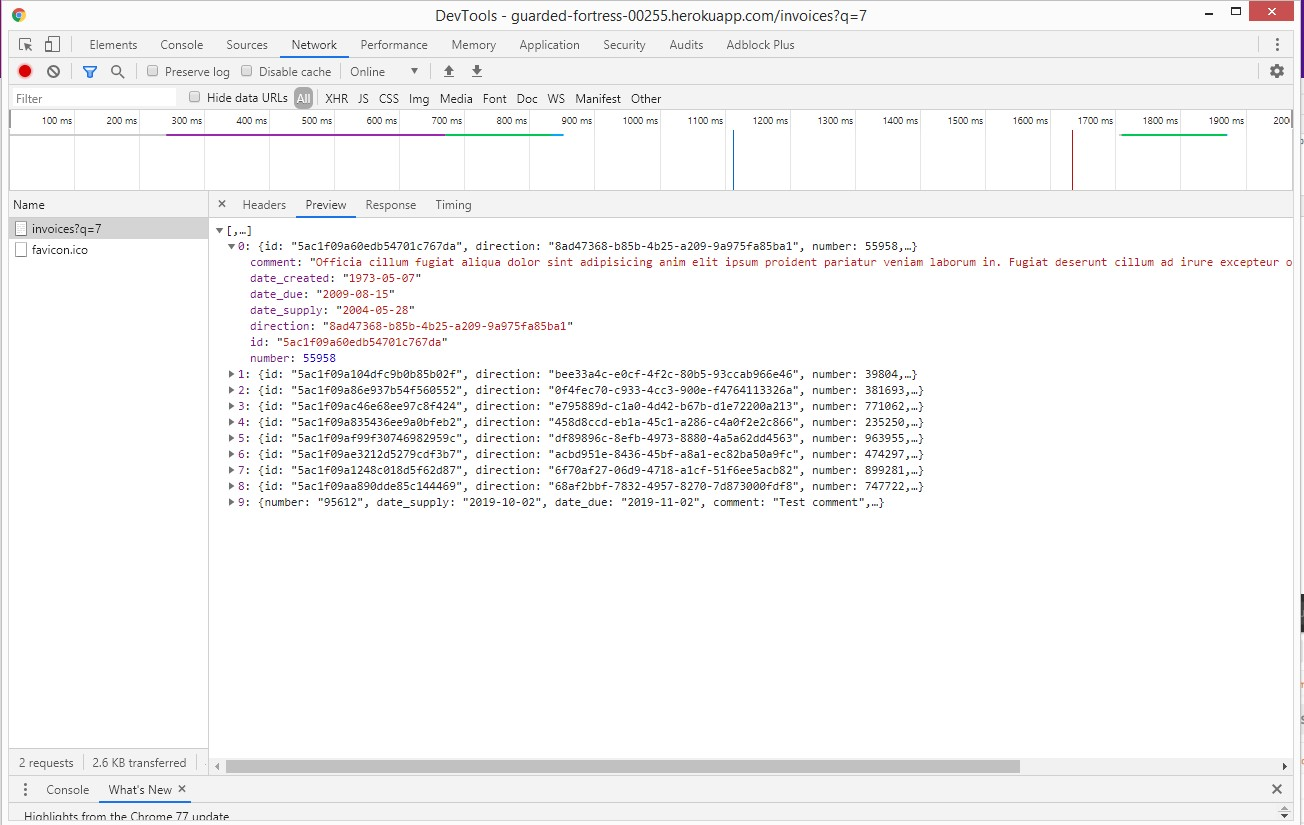 DevTools - guarded-fortress-00255.herokuapp.com/invoices?q=7
Elements Console Sources Network Performance Memory Application Security Audits Adblock Plus
Preserve log Disable cache Online
Filter Hide data URLs All XHR JS CSS Img Media Font Doc WS Manifest Other
100 ms 200 ms 300 ms 400 ms 500 ms 600 ms 700 ms 800 ms 900 ms 1000 ms 1100 ms 1200 ms 1300 ms 1400 ms 1500 ms 1600 ms 1700 ms 1800 ms 1900 ms 200
Name
Headers Preview Response Timing
invoices?q=7
favicon.ico
[,…]
0: {id: "5ac1f09a60edb54701c767da", direction: "8ad47368-b85b-4b25-a209-9a975fa85ba1", number: 55958,…}
comment: "Officia cillum fugiat aliqua dolor sint adipisicing anim elit ipsum proident pariatur veniam laborum in. Fugiat deserunt cillum ad irure excepteur o
date_created: "1973-05-07"
date_due: "2009-08-15"
date_supply: "2004-05-28"
direction: "8ad47368-b85b-4b25-a209-9a975fa85ba1"
id: "5ac1f09a60edb54701c767da"
number: 55958
1: {id: "5ac1f09a104dfc9b0b85b02f", direction: "bee33a4c-e0cf-4f2c-80b5-93ccab966e46", number: 39804,…}
2: {id: "5ac1f09a86e937b54f560552", direction: "0f4fec70-c933-4cc3-900e-f4764113326a", number: 381693,…}
3: {id: "5ac1f09ac46e68ee97c8f424", direction: "e795889d-c1a0-4d42-b67b-d1e72200a213", number: 771062,…}
4: {id: "5ac1f09a835436ee9a0bfeb2", direction: "458d8ccd-eb1a-45c1-a286-c4a0f2e2c866", number: 235250,…}
5: {id: "5ac1f09af99f30746982959c", direction: "df89896c-8efb-4973-8880-4a5a62dd4563", number: 963955,…}
6: {id: "5ac1f09ae3212d5279cdf3b7", direction: "acbd951e-8436-45bf-a8a1-ec82ba50a9fc", number: 474297,…}
7: {id: "5ac1f09a1248c018d5f62d87", direction: "6f70af27-06d9-4718-a1cf-51f6ee5acb82", number: 899281,…}
8: {id: "5ac1f09aa890dde85c144469", direction: "68af2bbf-7832-4957-8270-7d873000fdf8", number: 747722,…}
9: {number: "95612", date_supply: "2019-10-02", date_due: "2019-11-02", comment: "Test comment",…}
2 requests 2.6 KB transferred
Console What's New
Highlights from the Chrome 77 update